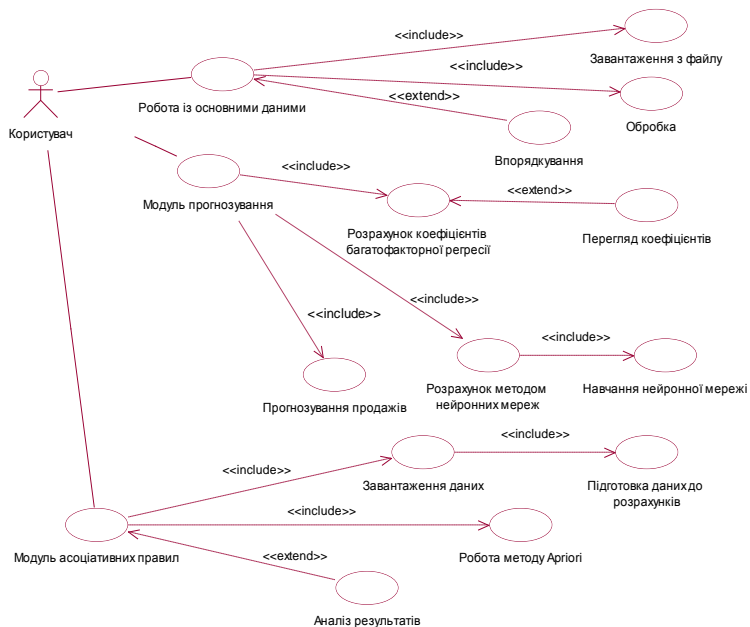 <<include>>
Завантаження з файлу
<<include>>
Робота із основними даними
<<extend>>
Обробка
Користувач
Впорядкування
<<include>>
Модуль прогнозування
<<extend>>
Розрахунок коефіцієнтів
багатофакторної регресії
Перегляд коефіцієнтів
<<include>>
<<include>>
<<include>>
Прогнозування продажів
Розрахунок методом
нейронних мереж
Навчання нейронної мережі
<<include>>
<<include>>
Завантаження даних
Підготовка даних до
розрахунків
<<include>>
Модуль асоціативних правил
<<extend>>
Робота методу Apriori
Аналіз результатів